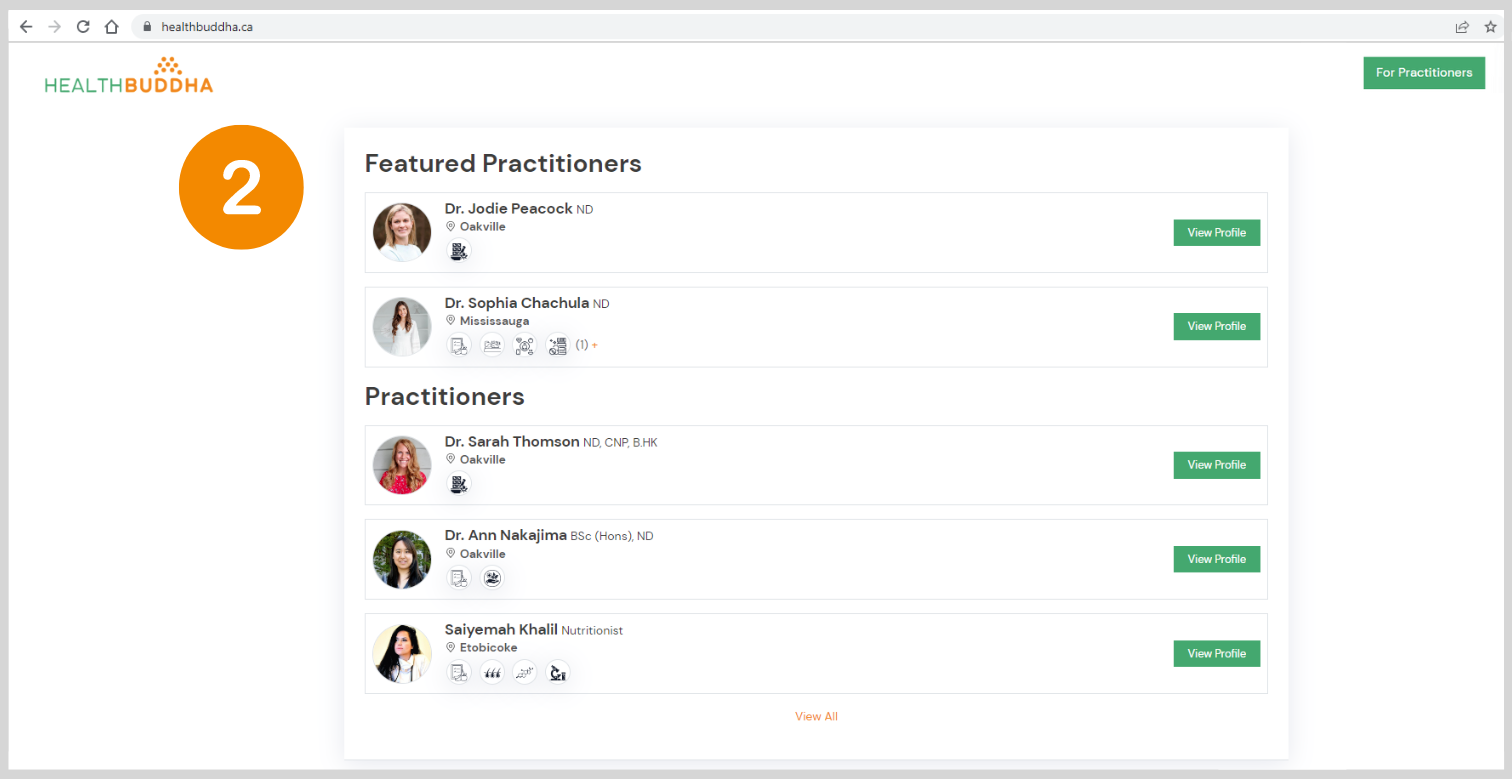 healthbuddha.ca
HEALTHBUDDHA
For Practitioners
2
Featured Practitioners
Dr. Jodie Peacock ND
Oakville
View Profile
Dr. Sophia Chachula ND
Mississauga
(1) +
View Profile
Practitioners
Dr. Sarah Thomson ND, CNP, B.HK
Oakville
View Profile
Dr. Ann Nakajima BSc (Hons), ND
Oakville
View Profile
Saiyemah Khalil Nutritionist
Etobicoke
View Profile
View All